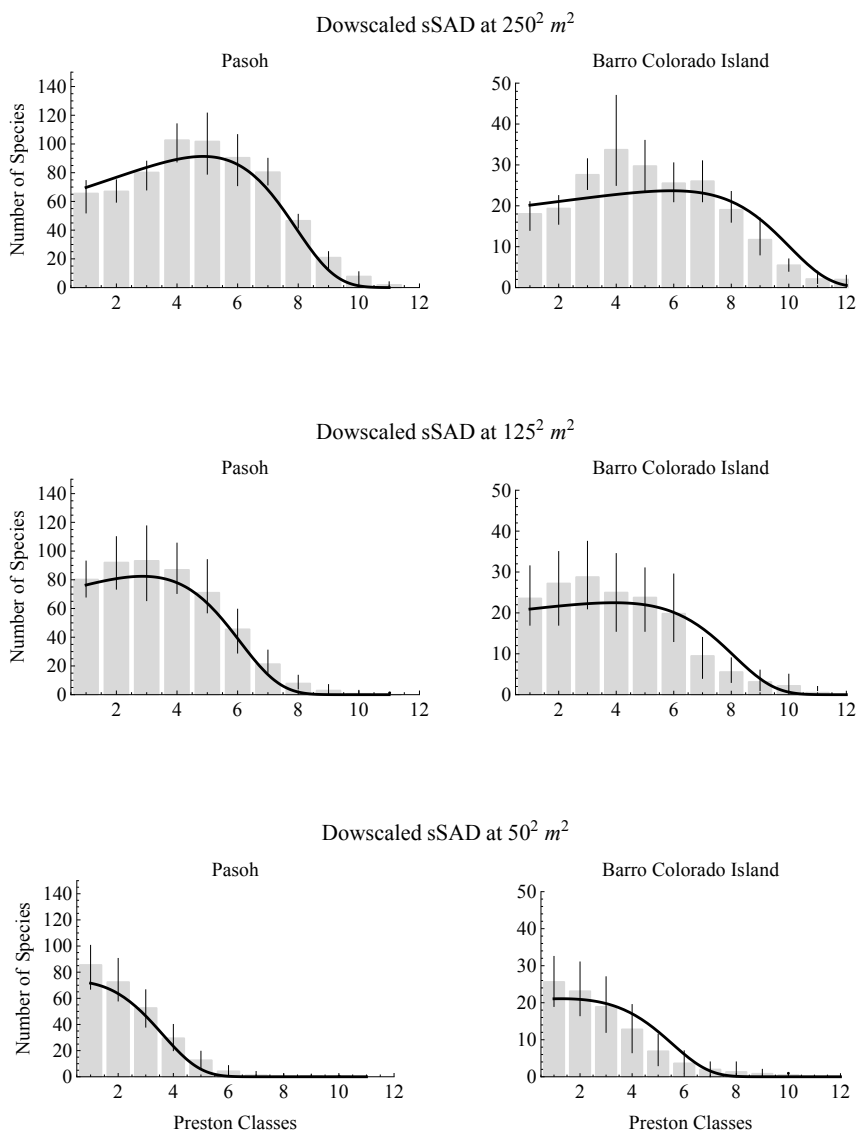 Dowscaled sSAD at 250² m²
Pasoh
Barro Colorado Island
Number of Species
140
120
100
80
60
40
20
0
2 4 6 8 10 12
50
40
30
20
10
0
2 4 6 8 10 12
Dowscaled sSAD at 125² m²
Pasoh
Barro Colorado Island
Number of Species
140
120
100
80
60
40
20
0
2 4 6 8 10 12
50
40
30
20
10
0
2 4 6 8 10 12
Dowscaled sSAD at 50² m²
Pasoh
Barro Colorado Island
Number of Species
140
120
100
80
60
40
20
0
2 4 6 8 10 12
Preston Classes
50
40
30
20
10
0
2 4 6 8 10 12
Preston Classes